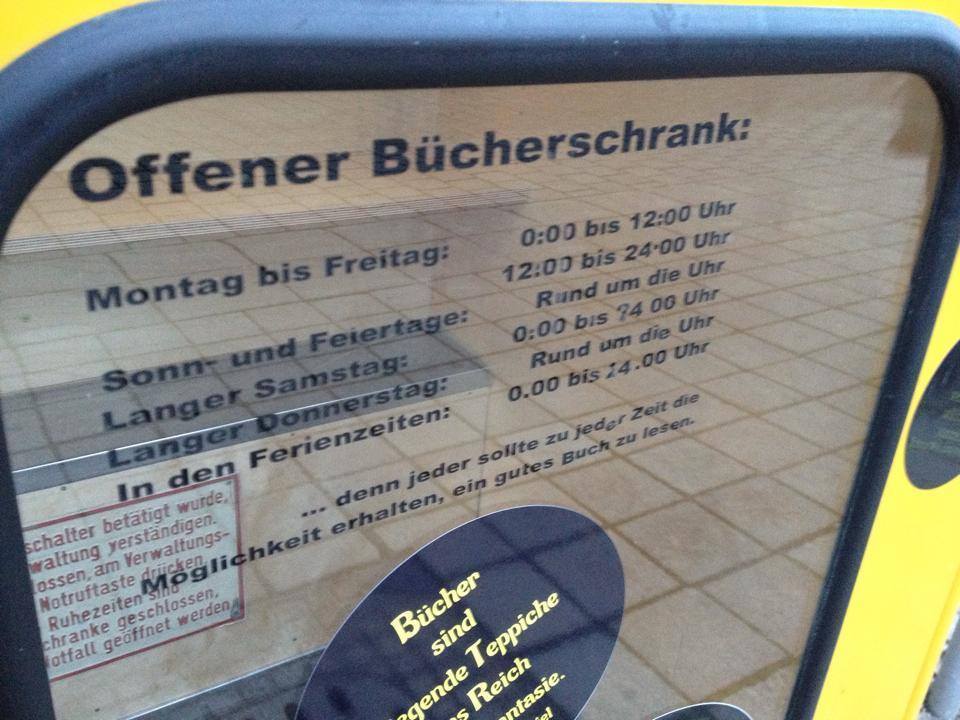 Offener Bücherschrank:
Montag bis Freitag: 0:00 bis 12:00 Uhr
12:00 bis 24:00 Uhr
Sonn- und Feiertage: Rund um die Uhr
Langer Samstag: 0:00 bis 24 00 Uhr
Langer Donnerstag: Rund um die Uhr
In den Ferienzeiten: 0.00 bis 24.00 Uhr
... denn jeder sollte zu jeder Zeit die
Möglichkeit erhalten, ein gutes Buch zu lesen.
schalter betätigt wurde,
waltung verständigen.
ossen, am Verwaltungs-
Notruftaste drücken
Ruhezeiten sind
chranke geschlossen,
otfall geöffnet werden
Bücher
sind
egende Teppiche
s Reich
antasie.